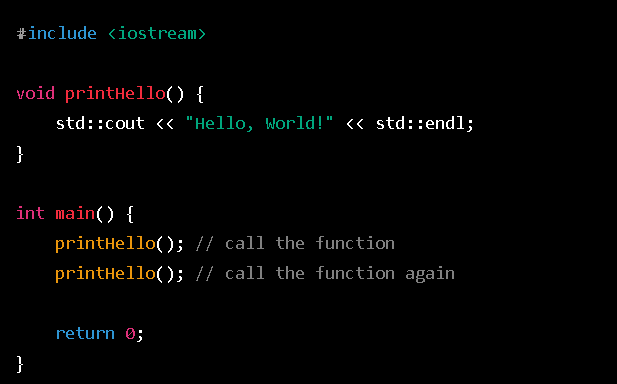 #include <iostream>
void printHello() {
    std::cout << "Hello, World!" << std::endl;
}
int main() {
    printHello(); // call the function
    printHello(); // call the function again
    return 0;
}